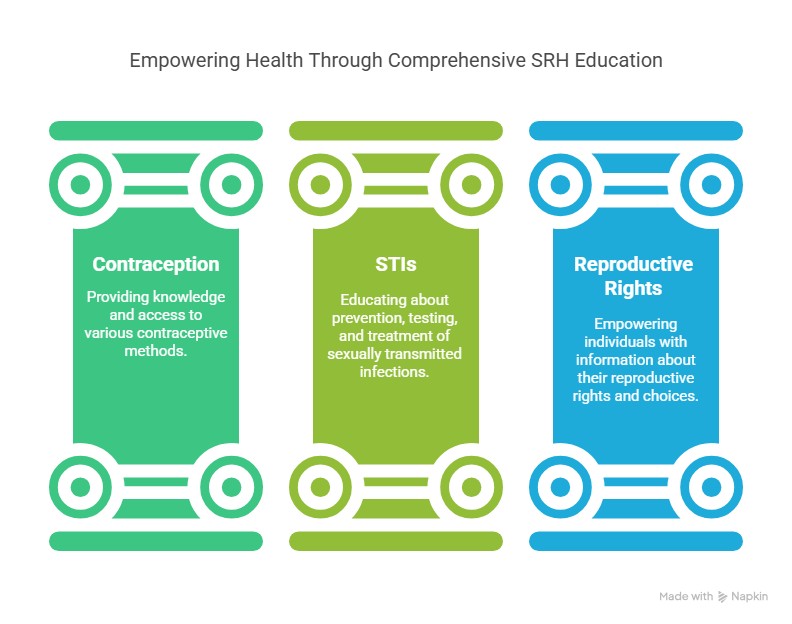 Empowering Health Through Comprehensive SRH Education
Contraception
Providing knowledge
and access to
various contraceptive
methods.
STIs
Educating about
prevention, testing,
and treatment of
sexually transmitted
infections.
Reproductive
Rights
Empowering
individuals with
information about
their reproductive
rights and choices.
Made with Napkin